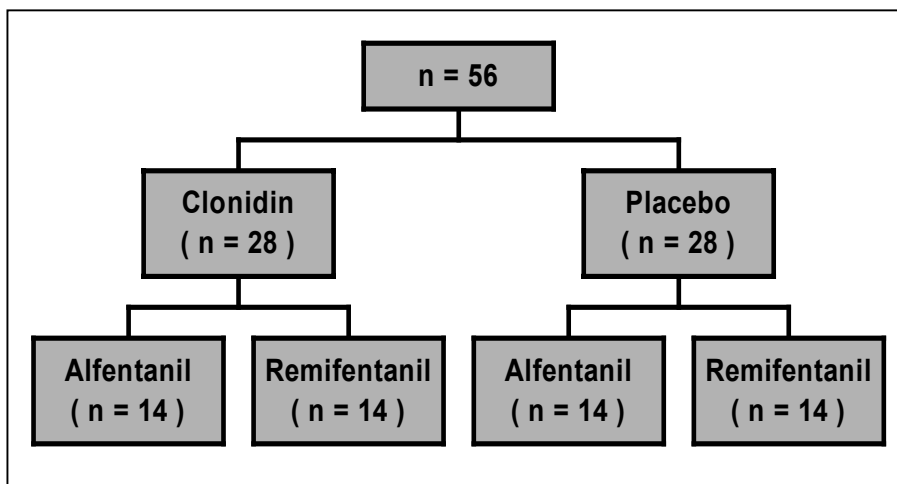 n = 56
Clonidin
( n = 28 )
Placebo
( n = 28 )
Alfentanil
( n = 14 )
Remifentanil
( n = 14 )
Alfentanil
( n = 14 )
Remifentanil
( n = 14 )